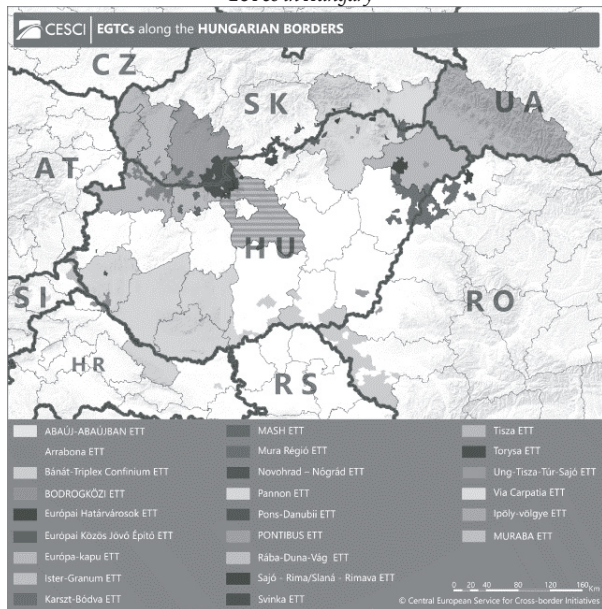 EGTCs in Hungary
CESCI EGTCs along the HUNGARIAN BORDERS
CZ
SK
UA
AT
HU
SI
RO
HR
RS
ABAÚJ-ABAÚJBAN ETT
Arrabona ETT
Bánát-Triplex Confinium ETT
BODROGKÖZI ETT
Európai Határvárosok ETT
Európai Közös Jövő Építő ETT
Európa-kapu ETT
Ister-Granum ETT
Karszt-Bódva ETT
MASH ETT
Mura Régió ETT
Novohrad – Nógrád ETT
Pannon ETT
Pons-Danubii ETT
PONTIBUS ETT
Rába-Duna-Vág ETT
Sajó - Rima/Slaná - Rimava ETT
Svinka ETT
Tisza ETT
Torysa ETT
Ung-Tisza-Túr-Sajó ETT
Via Carpatia ETT
Ipöly-völgye ETT
MURABA ETT
0 20 40 80 120 160 Km
© Central European Service for Cross-border Initiatives